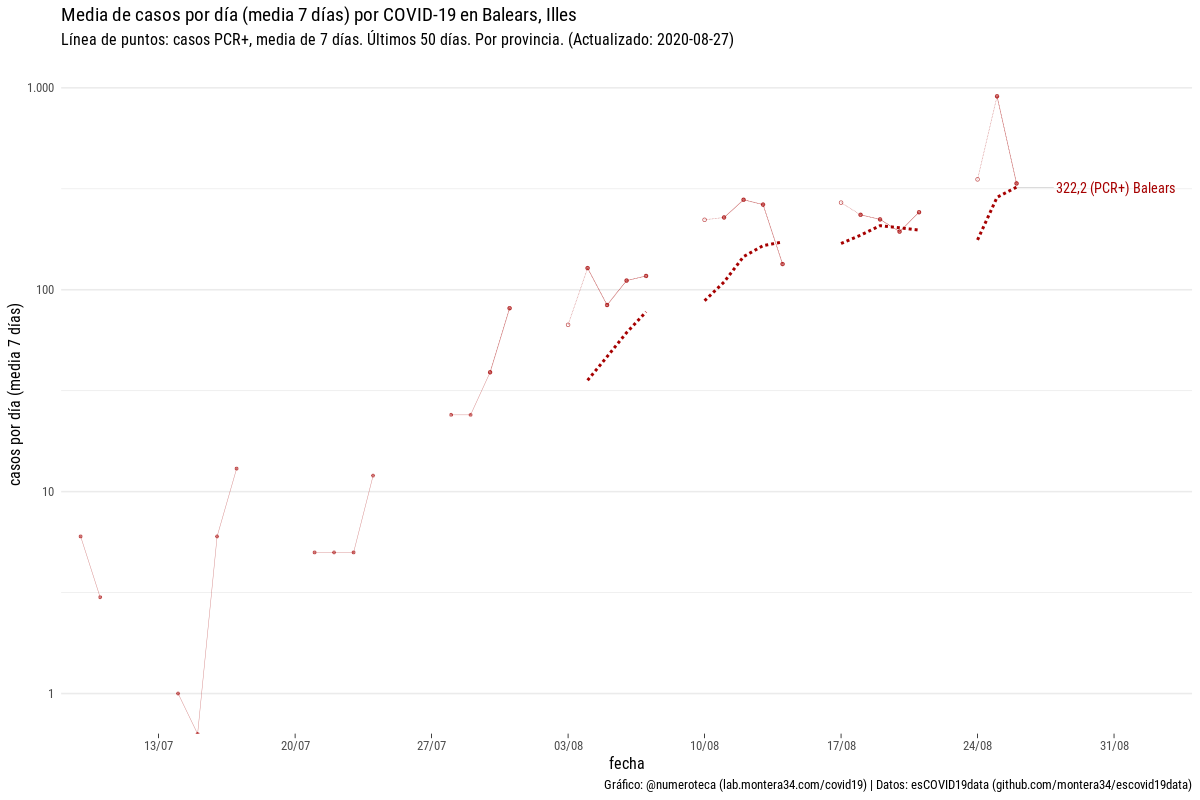 Media de casos por día (media 7 días) por COVID-19 en Balears, Illes
Línea de puntos: casos PCR+, media de 7 días. Últimos 50 días. Por provincia. (Actualizado: 2020-08-27)
1.000
100
10
1
casos por día (media 7 días)
322,2 (PCR+) Balears
13/07 20/07 27/07 03/08 10/08 17/08 24/08 31/08
fecha
Gráfico: @numeroteca (lab.montera34.com/covid19) | Datos: esCOVID19data (github.com/montera34/escovid19data)